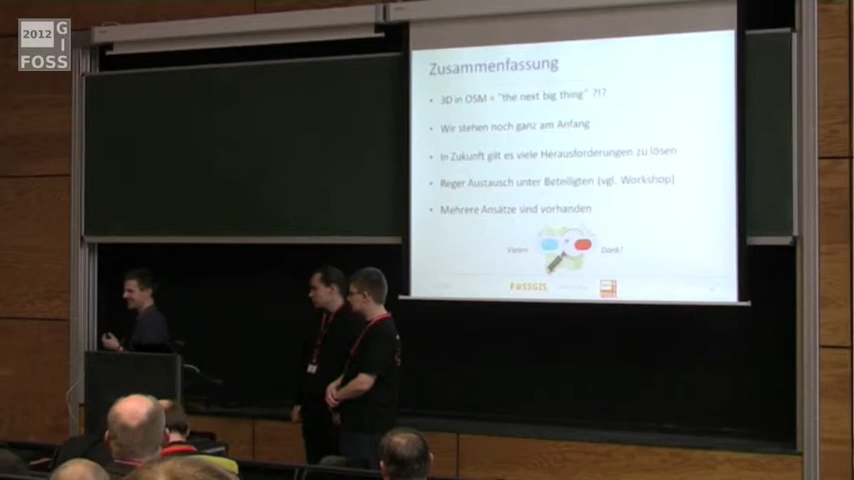 2012 GI
FOSS
Zusammenfassung
• 3D in OSM = "the next big thing" ?!?
• Wir stehen noch ganz am Anfang
• In Zukunft gilt es viele Herausforderungen zu lösen
• Reger Austausch unter Beteiligten (vgl. Workshop)
• Mehrere Ansätze sind vorhanden
Vielen Dank!
FOSSGIS
FOSS